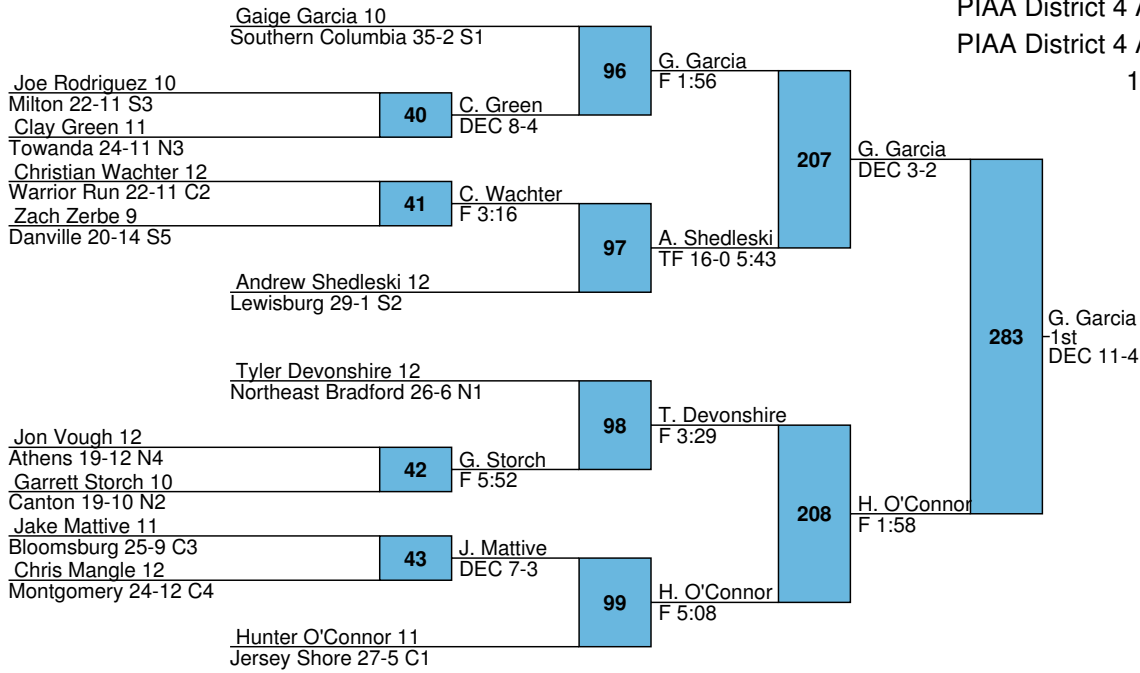 PIAA District 4 A
PIAA District 4 A
1
Gaige Garcia 10
Southern Columbia 35-2 S1
96
G. Garcia
F 1:56
Joe Rodriguez 10
Milton 22-11 S3
40
C. Green
DEC 8-4
Clay Green 11
Towanda 24-11 N3
207
G. Garcia
DEC 3-2
Christian Wachter 12
Warrior Run 22-11 C2
41
C. Wachter
F 3:16
Zach Zerbe 9
Danville 20-14 S5
97
A. Shedleski
TF 16-0 5:43
Andrew Shedleski 12
Lewisburg 29-1 S2
283
G. Garcia
1st
DEC 11-4
Tyler Devonshire 12
Northeast Bradford 26-6 N1
98
T. Devonshire
F 3:29
Jon Vough 12
Athens 19-12 N4
42
G. Storch
F 5:52
Garrett Storch 10
Canton 19-10 N2
208
H. O'Connor
F 1:58
Jake Mattive 11
Bloomsburg 25-9 C3
43
J. Mattive
DEC 7-3
Chris Mangle 12
Montgomery 24-12 C4
99
H. O'Connor
F 5:08
Hunter O'Connor 11
Jersey Shore 27-5 C1